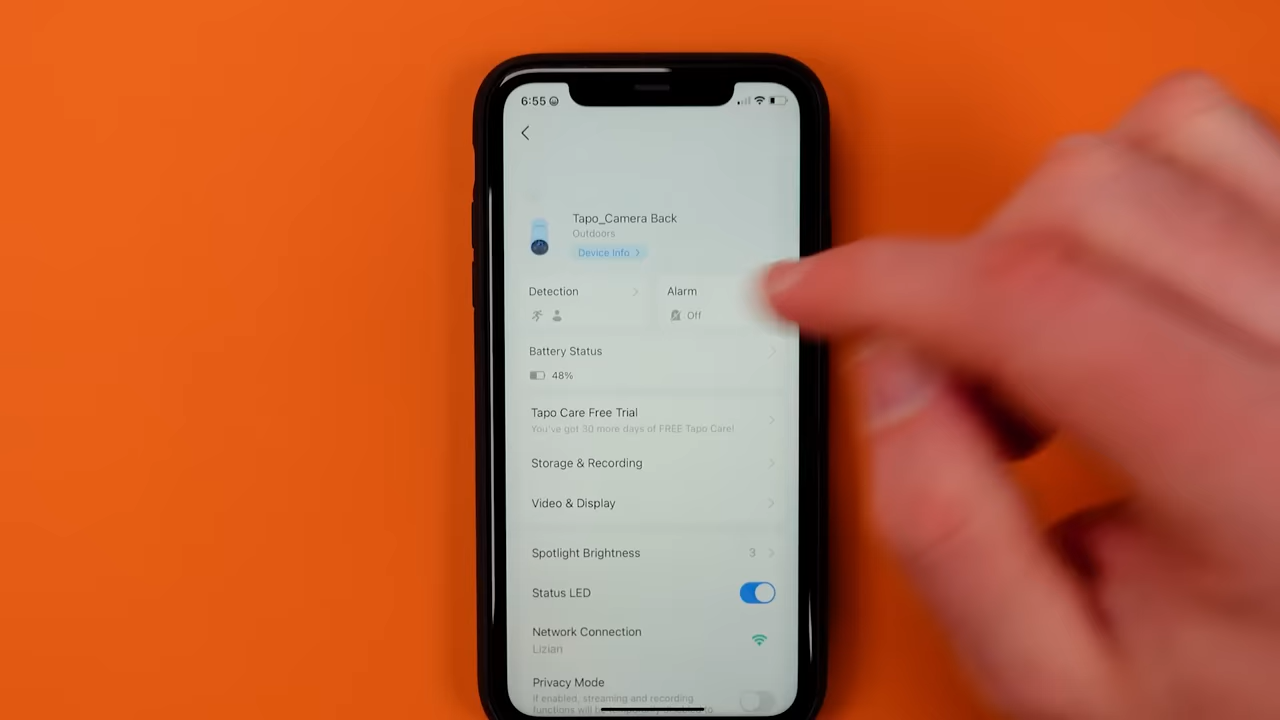 6:55
Tapo_Camera Back
Outdoors
Device Info
Detection
Alarm
Off
Battery Status
48%
Tapo Care Free Trial
You've got 30 more days of FREE Tapo Care!
Storage & Recording
Video & Display
Spotlight Brightness
3
Status LED
Network Connection
Lizian
Privacy Mode
If enabled, streaming and recording
functions will be